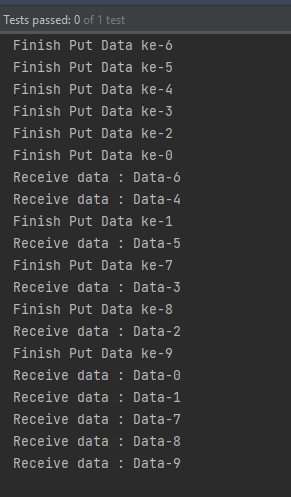 Tests passed: 0 of 1 test
Finish Put Data ke-6
Finish Put Data ke-5
Finish Put Data ke-4
Finish Put Data ke-3
Finish Put Data ke-2
Finish Put Data ke-0
Receive data : Data-6
Receive data : Data-4
Finish Put Data ke-1
Receive data : Data-5
Finish Put Data ke-7
Receive data : Data-3
Finish Put Data ke-8
Receive data : Data-2
Finish Put Data ke-9
Receive data : Data-0
Receive data : Data-1
Receive data : Data-7
Receive data : Data-8
Receive data : Data-9